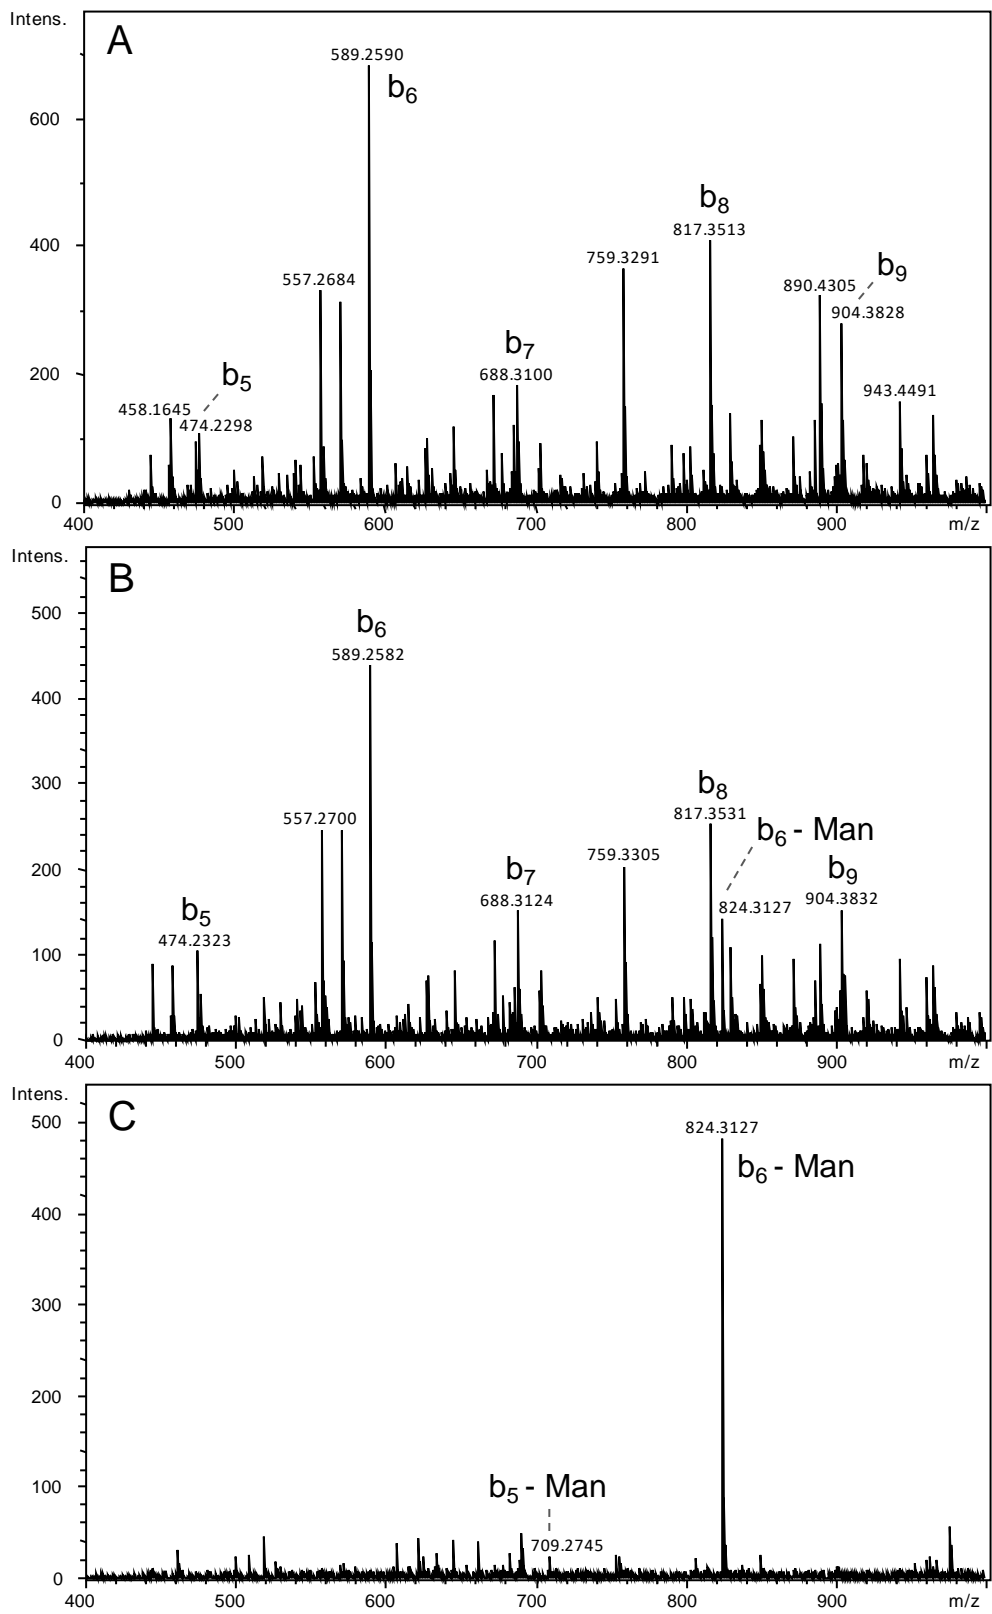 Intens.
A
589.2590
b6
600
b8
400
817.3513
759.3291
b9
557.2684
890.4305
904.3828
b7
200
b5
688.3100
943.4491
458.1645
474.2298
0
400 500 600 700 800 900 m/z
Intens.
B
500
b6
589.2582
400
300
b8
817.3531
557.2700
b6 - Man
200
759.3305
b7
b9
688.3124
904.3832
824.3127
b5
474.2323
100
0
400 500 600 700 800 900 m/z
Intens.
C
500
824.3127
b6 - Man
400
300
200
100
b5 - Man
709.2745
0
400 500 600 700 800 900 m/z